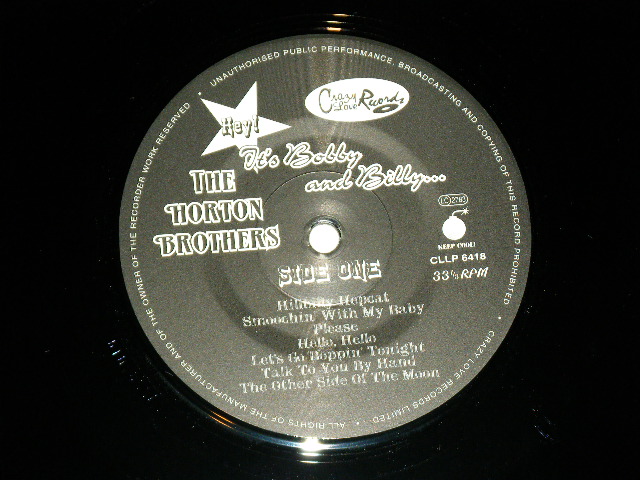 UNAUTHORISED PUBLIC PERFORMANCE, BROADCASTING AND COPYING OF THIS RECORD PROHIBITED
ALL RIGHTS OF THE MANUFACTURER AND OF THE OWNER OF THE RECORDED WORK RESERVED
CRAZY LOVE RECORDS LIMITED
Crazy
Love Records
Hey!
It's Bobby
and Billy...
THE
HORTON
BROTHERS
LC 2763
KEEP COOL!
CLLP 6418
33⅓ RPM
SIDE ONE
Hillbilly Hepcat
Smoochin' With My Baby
Please
Hello, Hello
Let's Go Boppin' Tonight
Talk To You By Hand
The Other Side Of The Moon